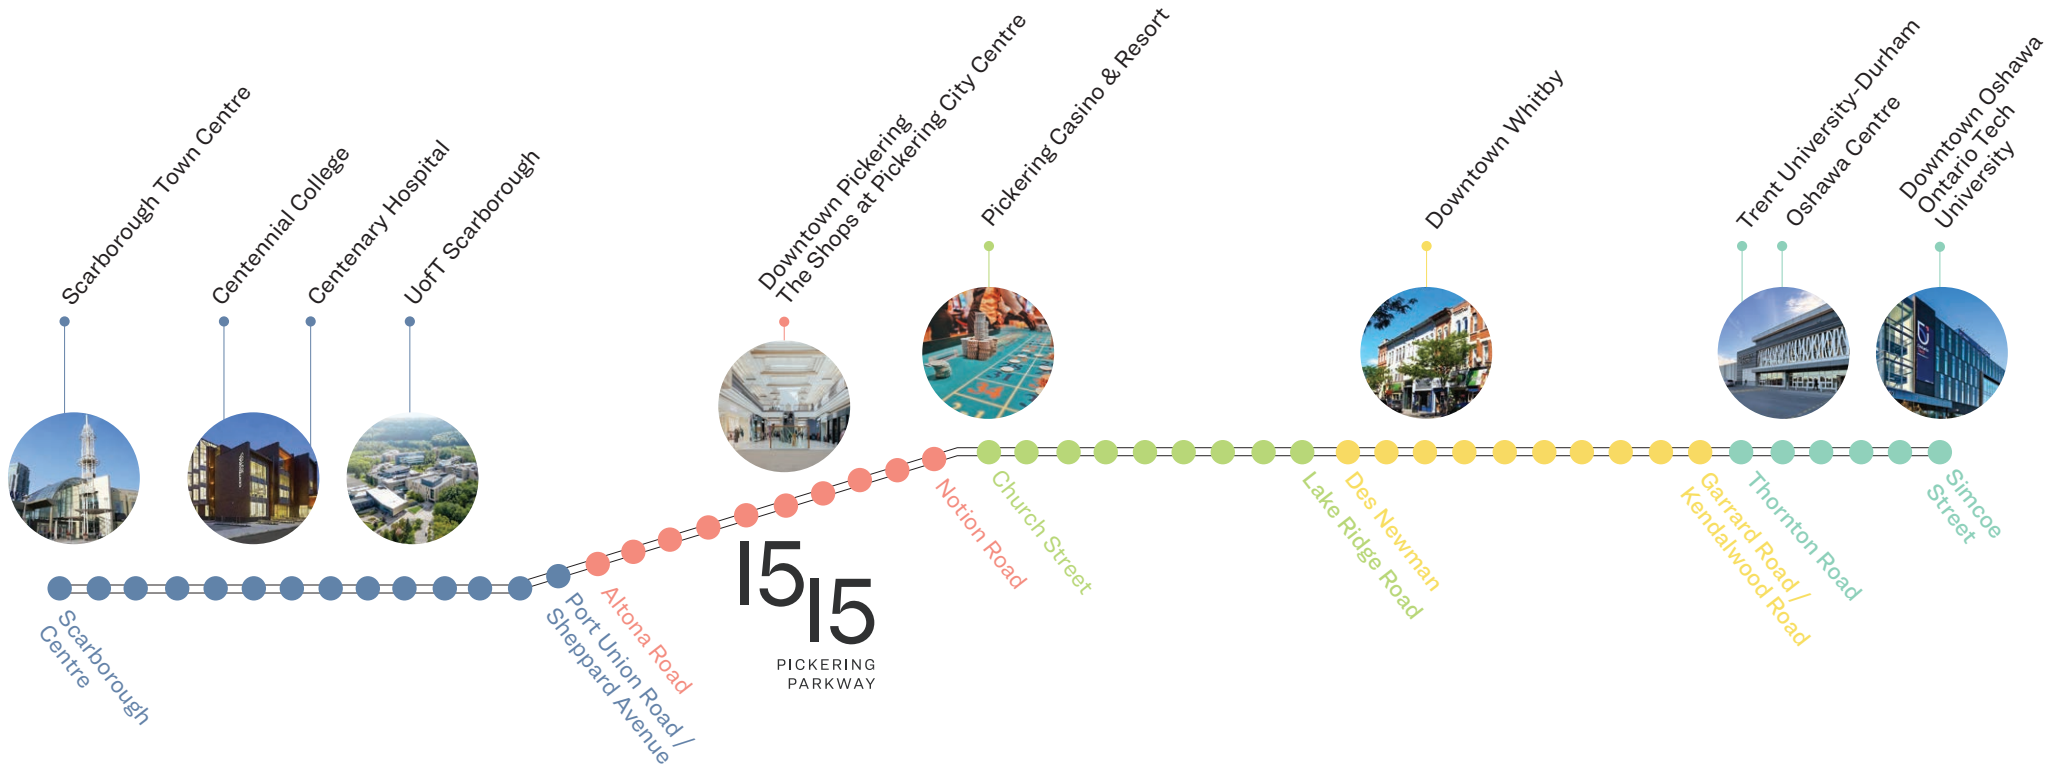 Scarborough Town Centre
Centennial College
Centenary Hospital
UofT Scarborough
Downtown Pickering
The Shops at Pickering City Centre
Pickering Casino & Resort
Downtown Whitby
Trent University-Durham
Oshawa Centre
Downtown Oshawa
Ontario Tech
University
Scarborough
Centre
Port Union Road /
Sheppard Avenue
Altona Road
1515
PICKERING
PARKWAY
Notion Road
Church Street
Lake Ridge Road
Des Newman
Garrard Road /
Kendalwood Road
Thornton Road
Simcoe
Street